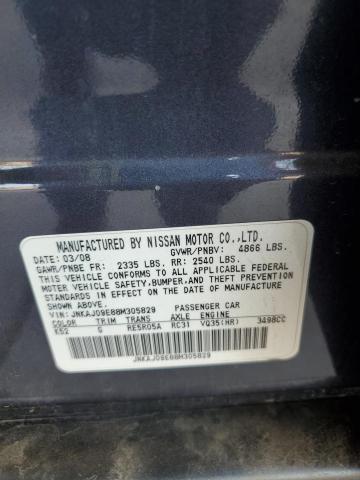 MANUFACTURED BY NISSAN MOTOR CO.,LTD.
DATE: 03/08 GVWR/PNBV: 4866 LBS.
GAWR/PNBE FR: 2335 LBS. RR: 2540 LBS.
THIS VEHICLE CONFORMS TO ALL APPLICABLE FEDERAL
MOTOR VEHICLE SAFETY,BUMPER,AND THEFT PREVENTION
STANDARDS IN EFFECT ON THE DATE OF MANUFACTURE
SHOWN ABOVE.
VIN: JNKAJ09E88M305829 PASSENGER CAR
COLOR TRIM TRANS AXLE ENGINE
K52 G RE5R05A RC31 VQ35(HR) 3498CC
JNKAJ09E88M305829